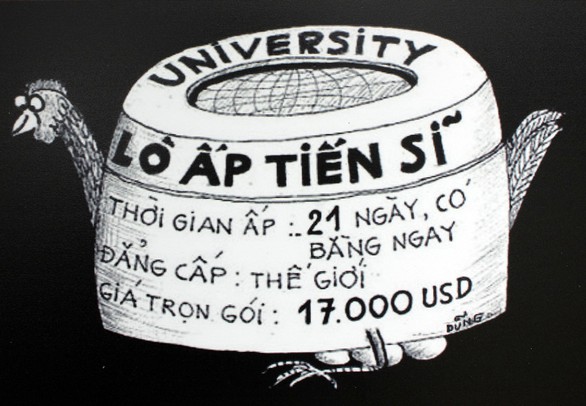 UNIVERSITY
LÒ ẤP TIẾN SĨ
THỜI GIAN ẤP : 21 NGÀY, CÓ
BẰNG NGAY
ĐẲNG CẤP : THẾ GIỚI
GIÁ TRỌN GÓI : 17.000 USD
DŨNG